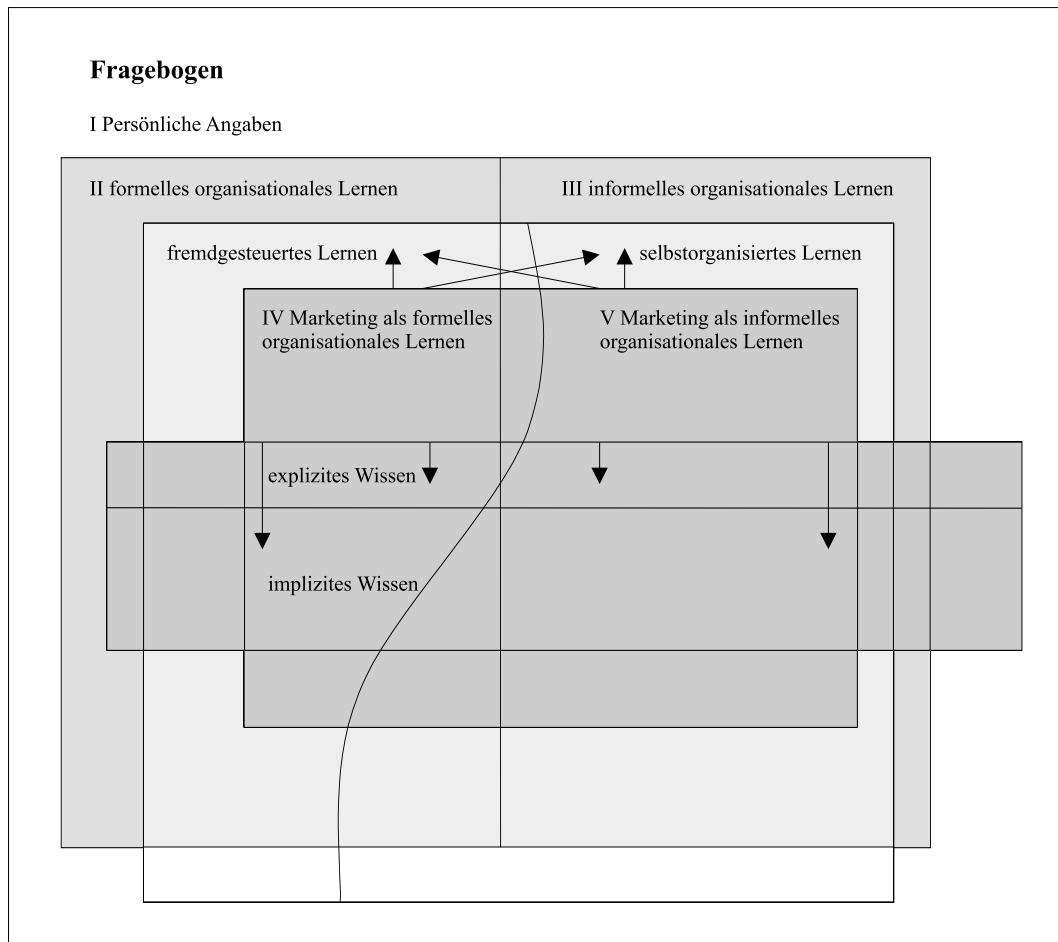 Fragebogen
I Persönliche Angaben
II formelles organisationales Lernen
III informelles organisationales Lernen
fremdgesteuertes Lernen
selbstorganisiertes Lernen
IV Marketing als formelles
organisationales Lernen
V Marketing als informelles
organisationales Lernen
explizites Wissen
implizites Wissen